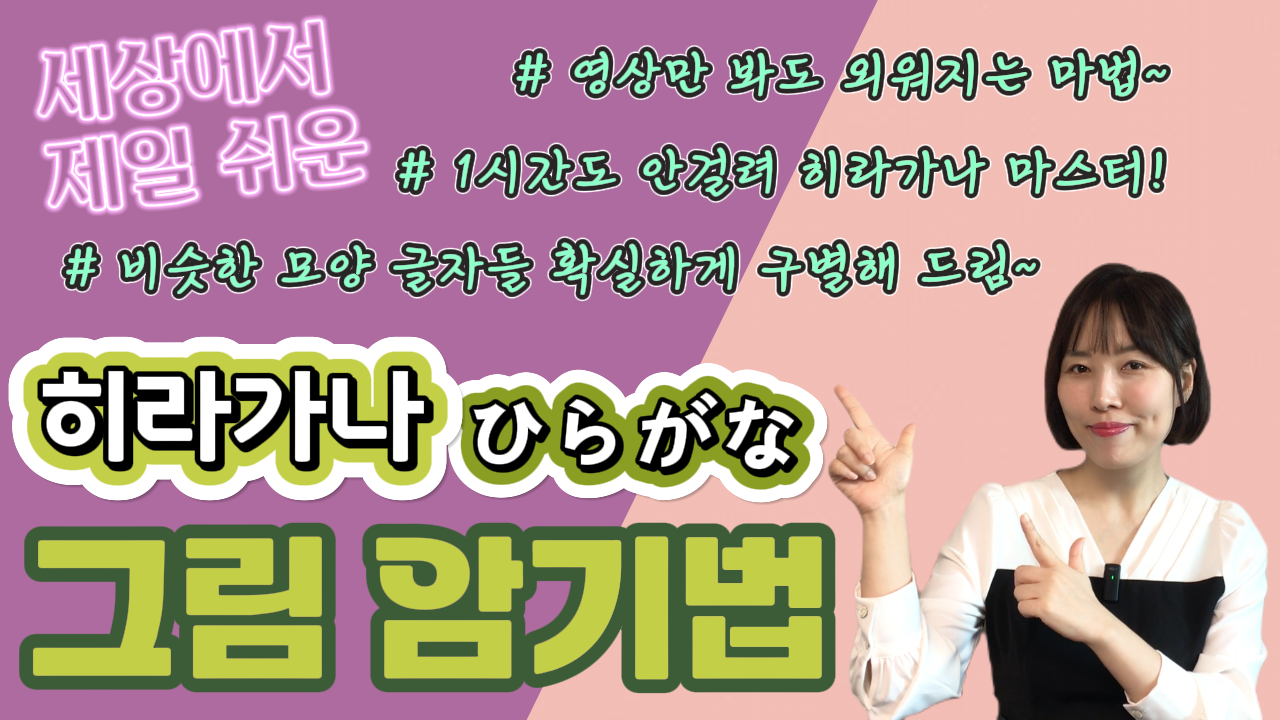 세상에서
제일 쉬운
# 영상만 봐도 외워지는 마법~
# 1시간도 안걸려 히라가나 마스터!
# 비슷한 모양 글자들 확실하게 구별해 드림~
히라가나 ひらがな
그림 암기법